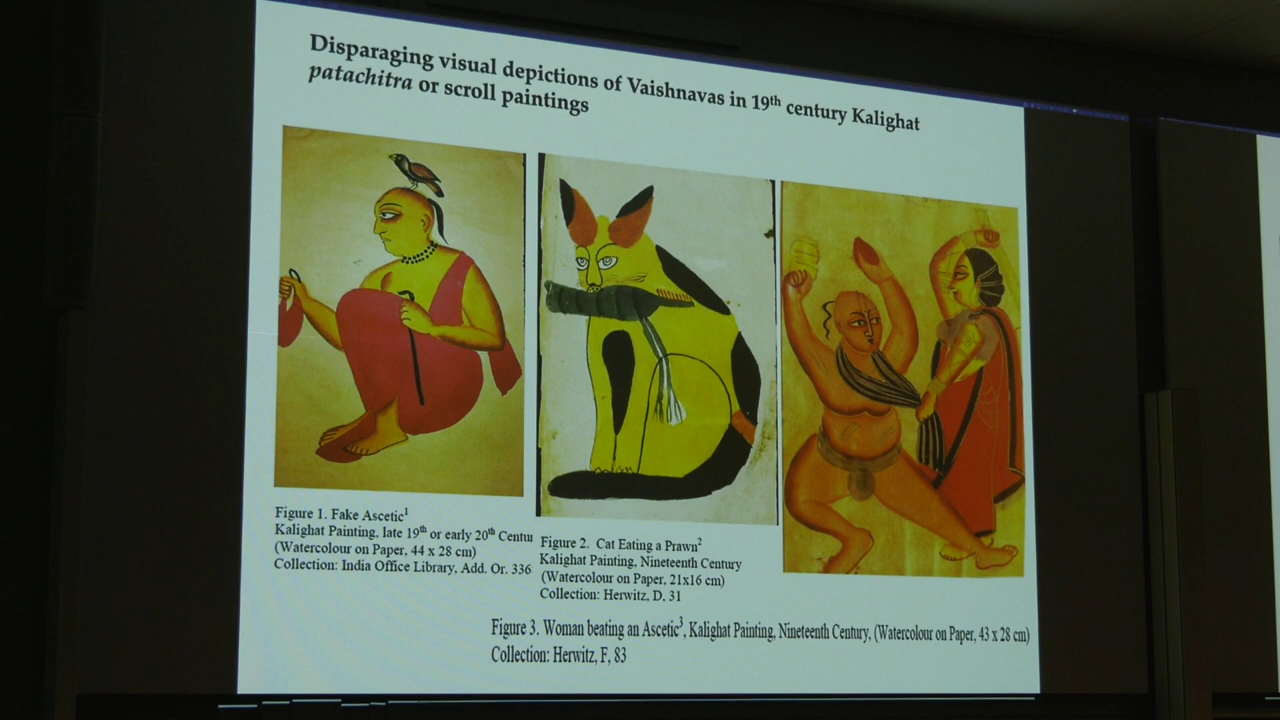 Disparaging visual depictions of Vaishnavas in 19th century Kalighat
patachitra or scroll paintings
Figure 1. Fake Ascetic1
Kalighat Painting, late 19th or early 20th Centu
(Watercolour on Paper, 44 x 28 cm)
Collection: India Office Library, Add. Or. 336
Figure 2. Cat Eating a Prawn2
Kalighat Painting, Nineteenth Century
(Watercolour on Paper, 21x16 cm)
Collection: Herwitz, D, 31
Figure 3. Woman beating an Ascetic3, Kalighat Painting, Nineteenth Century, (Watercolour on Paper, 43 x 28 cm)
Collection: Herwitz, F, 83